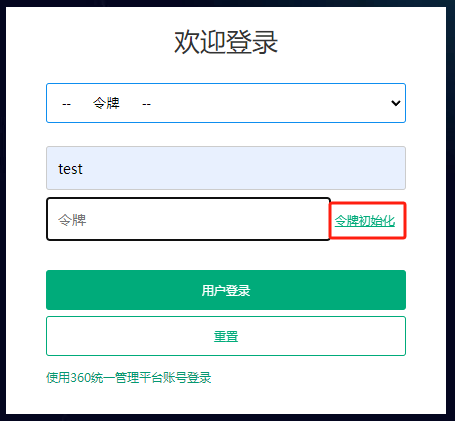 欢迎登录
-- 令牌 --
test
令牌
令牌初始化
用户登录
重置
使用360统一管理平台账号登录